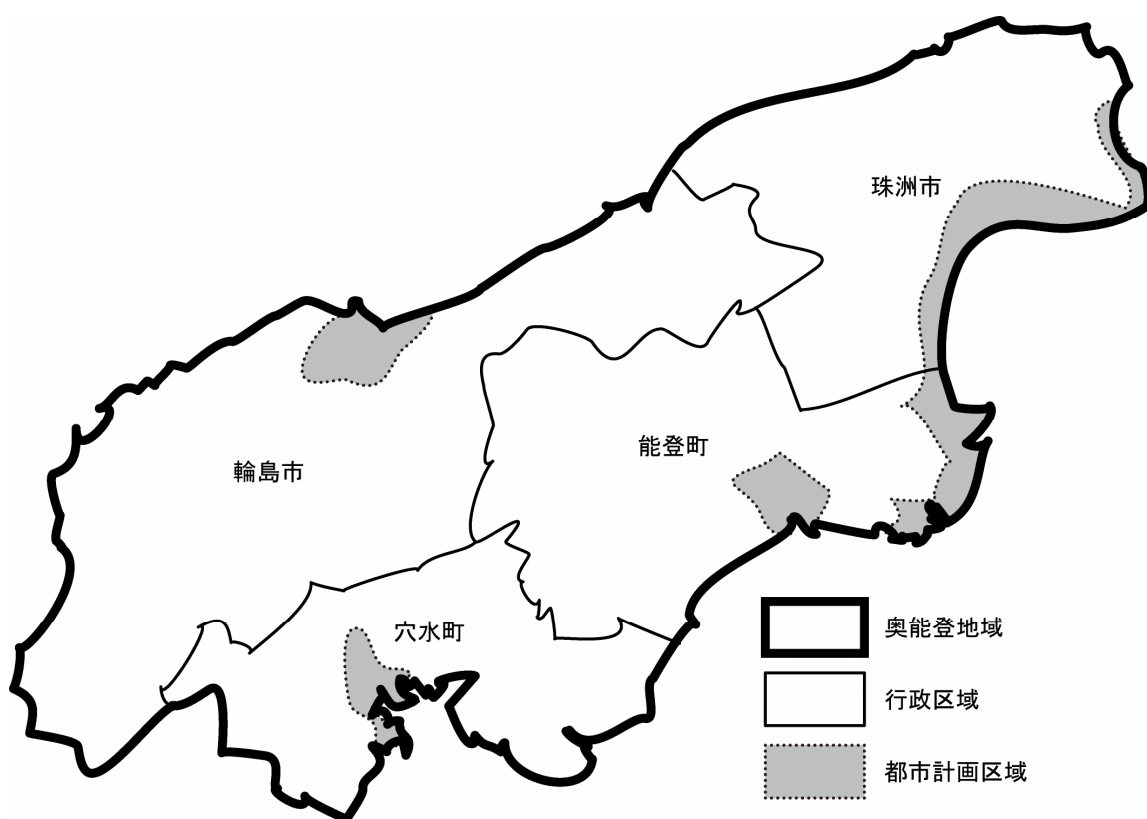 珠洲市
能登町
輪島市
穴水町
奥能登地域
行政区域
都市計画区域